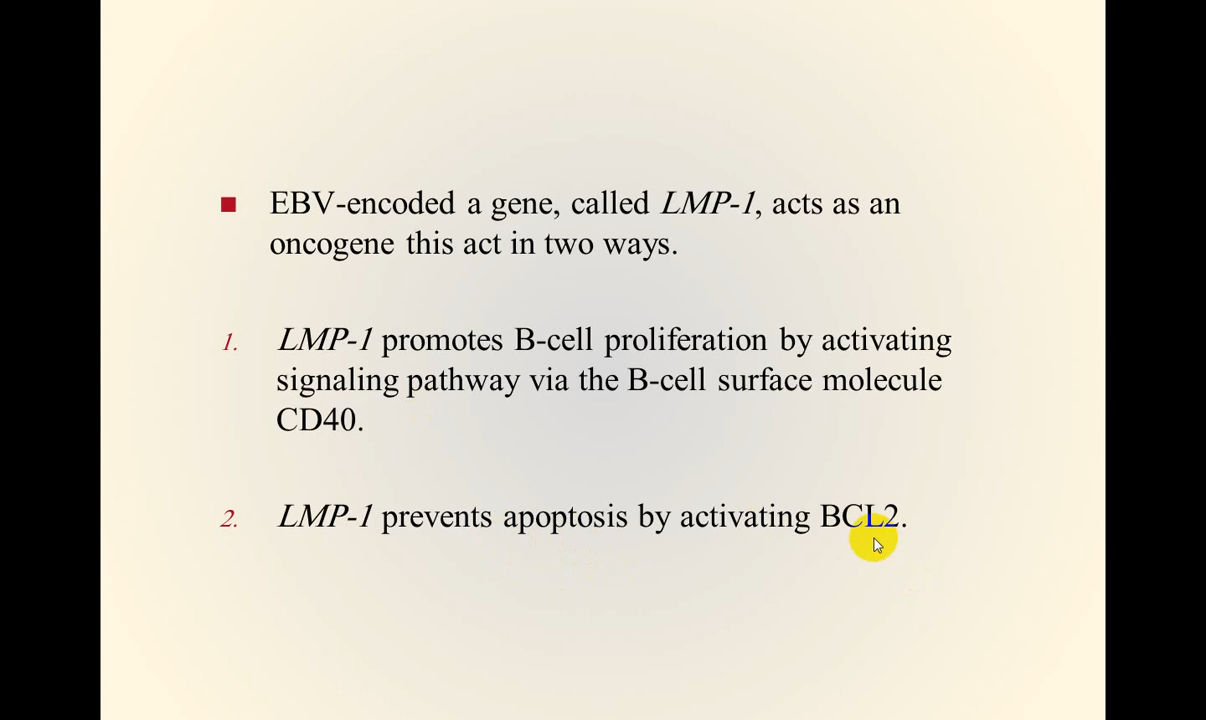 EBV-encoded a gene, called LMP-1, acts as an
oncogene this act in two ways.
1. LMP-1 promotes B-cell proliferation by activating
signaling pathway via the B-cell surface molecule
CD40.
2. LMP-1 prevents apoptosis by activating BCL2.